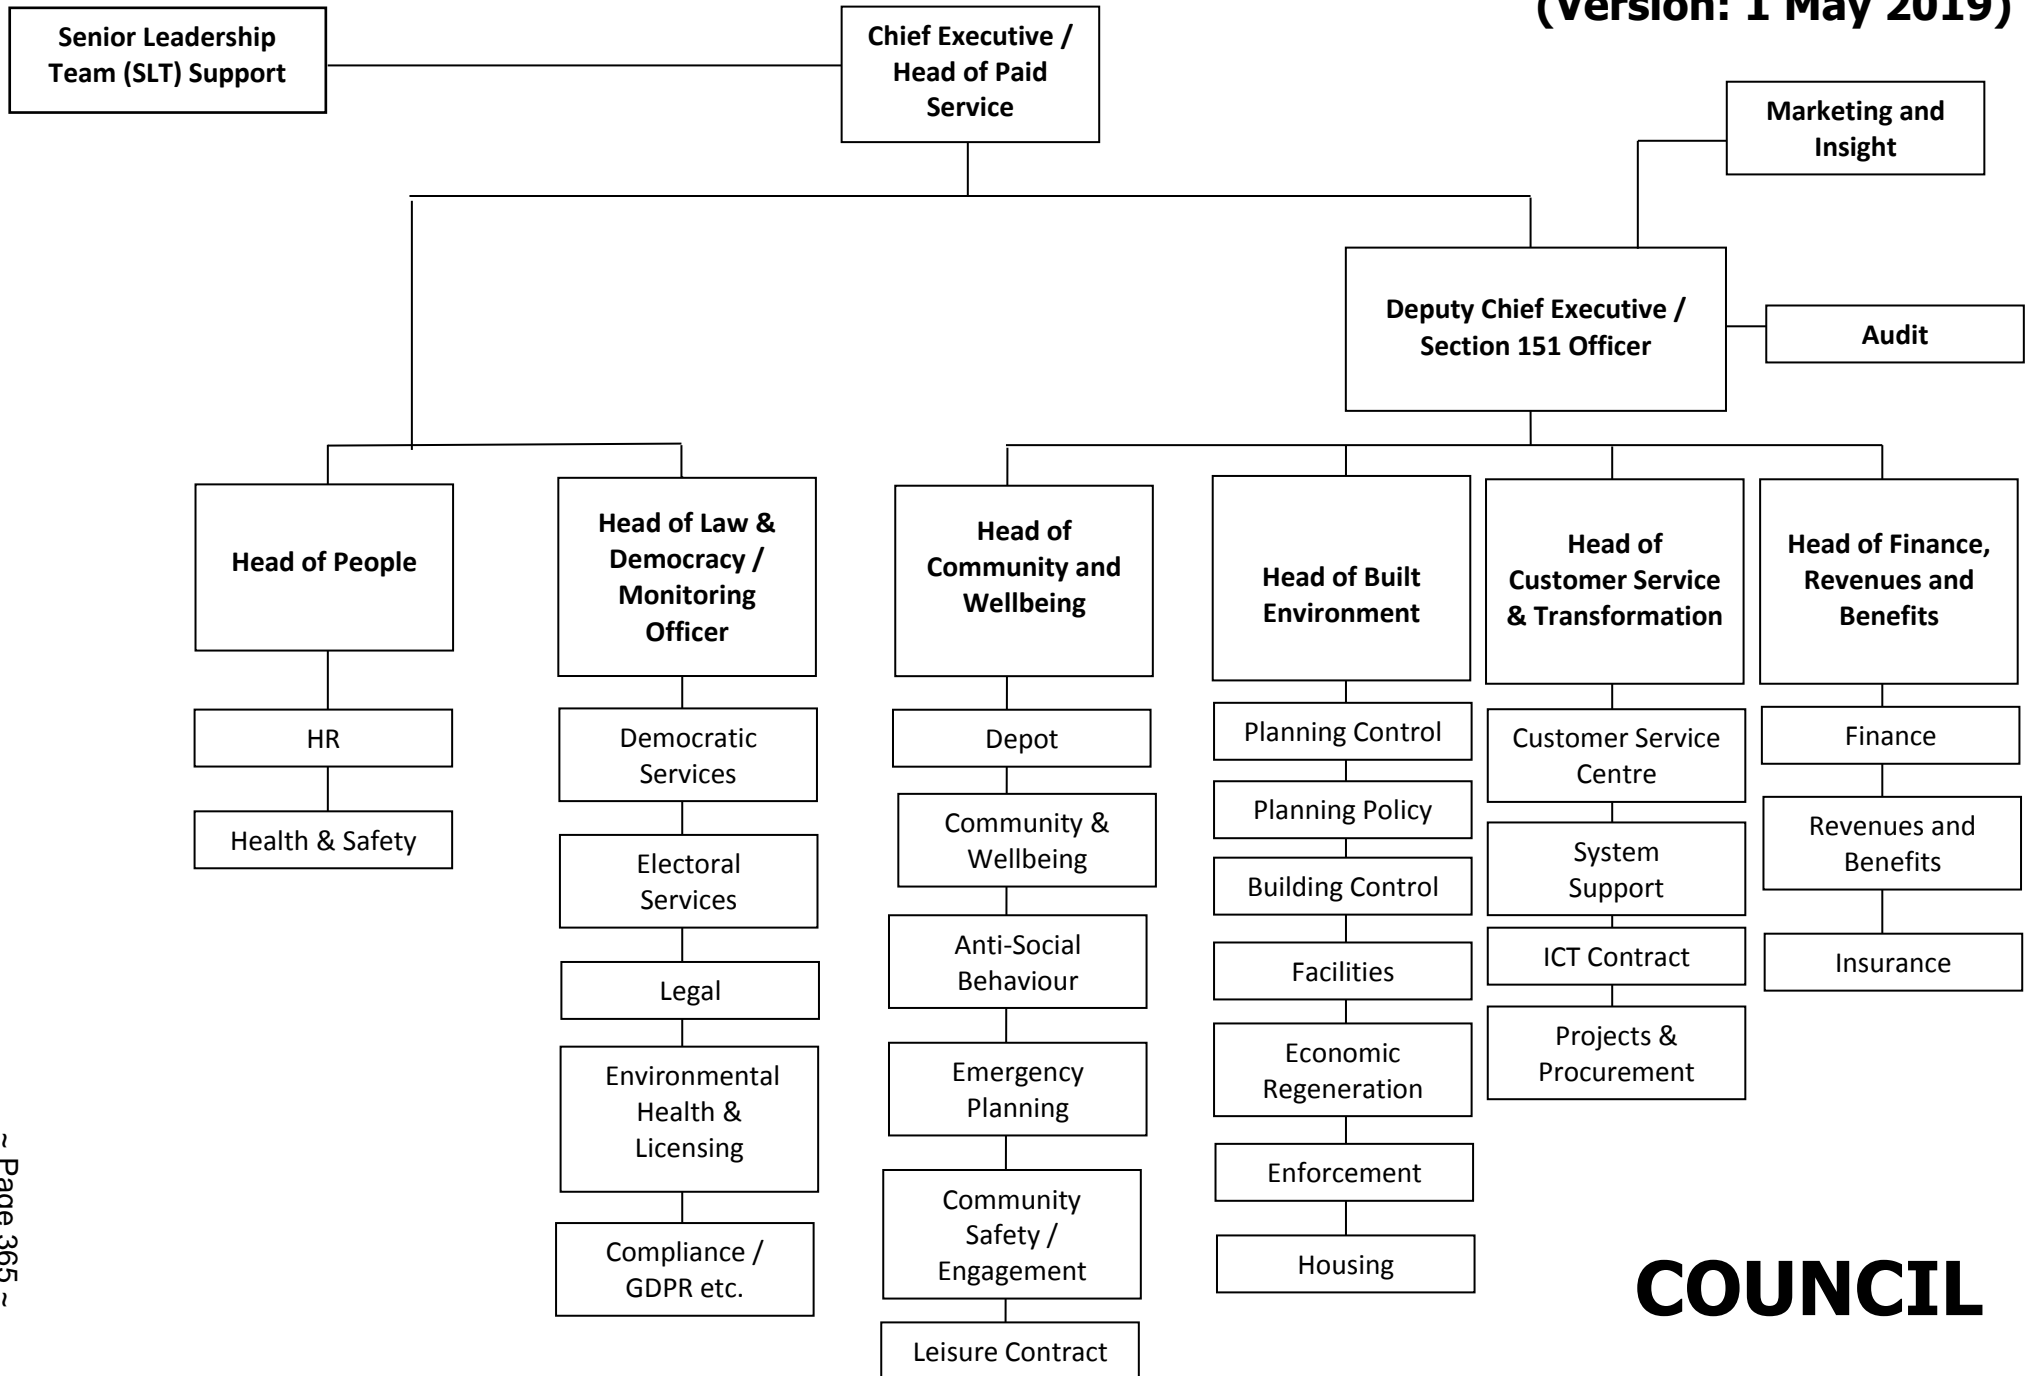 (Version: 1 May 2019)
Senior Leadership
Team (SLT) Support
Chief Executive /
Head of Paid
Service
Marketing and
Insight
Deputy Chief Executive /
Section 151 Officer
Audit
Head of People
HR
Health & Safety
Head of Law &
Democracy /
Monitoring
Officer
Democratic
Services
Electoral
Services
Legal
Environmental
Health &
Licensing
Compliance /
GDPR etc.
Head of
Community and
Wellbeing
Depot
Community &
Wellbeing
Anti-Social
Behaviour
Emergency
Planning
Community
Safety /
Engagement
Leisure Contract
Head of Built
Environment
Planning Control
Planning Policy
Building Control
Facilities
Economic
Regeneration
Enforcement
Housing
Head of
Customer Service
& Transformation
Customer Service
Centre
System
Support
ICT Contract
Projects &
Procurement
Head of Finance,
Revenues and
Benefits
Finance
Revenues and
Benefits
Insurance
COUNCIL
~ Page 365 ~